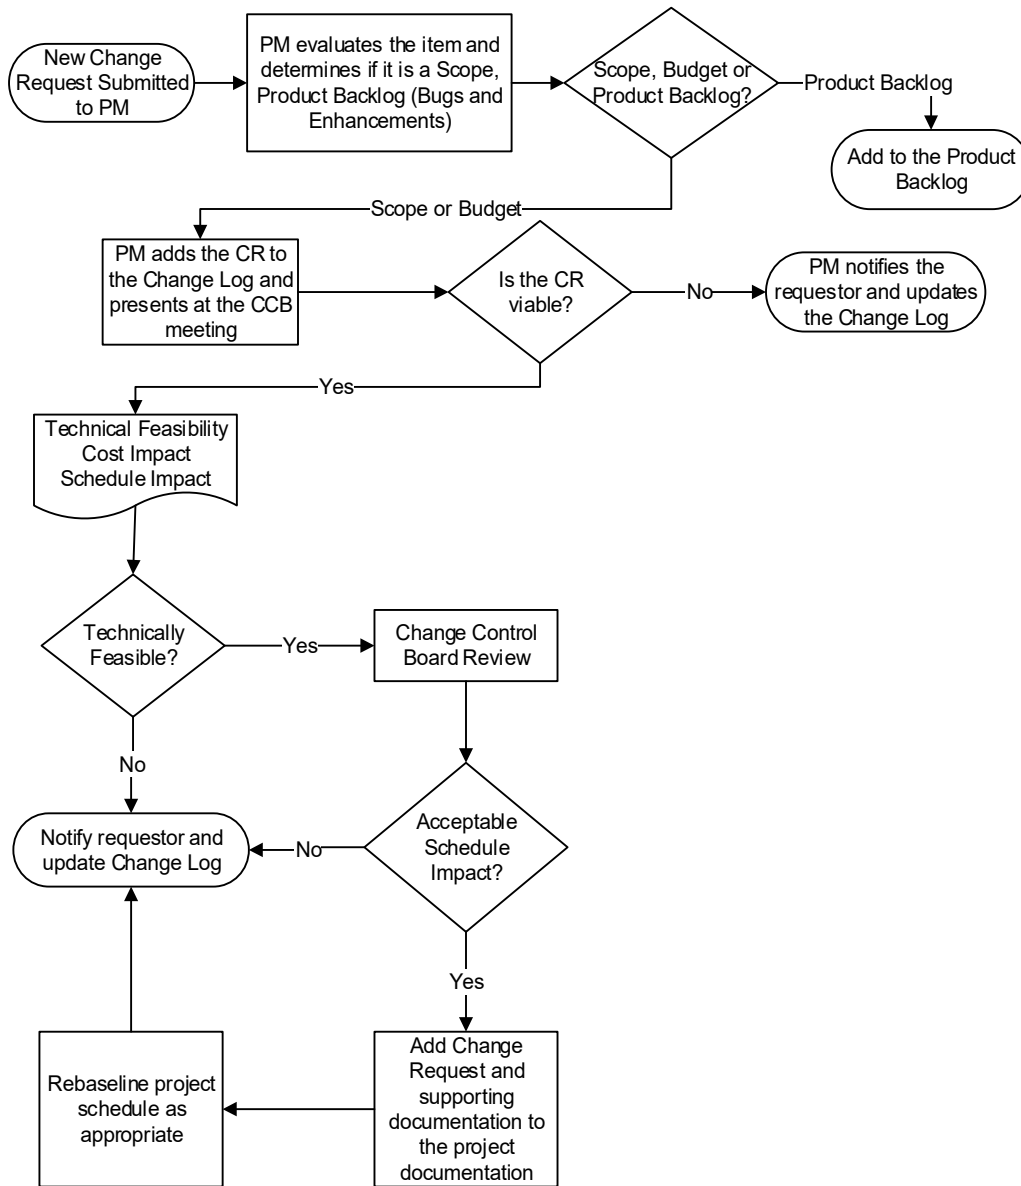 New Change
Request Submitted
to PM
PM evaluates the item and
determines if it is a Scope,
Product Backlog (Bugs and
Enhancements)
Scope, Budget or
Product Backlog?
Product Backlog
Add to the Product
Backlog
Scope or Budget
PM adds the CR to
the Change Log and
presents at the CCB
meeting
Is the CR
viable?
No
PM notifies the
requestor and updates
the Change Log
Yes
Technical Feasibility
Cost Impact
Schedule Impact
Technically
Feasible?
Yes
Change Control
Board Review
No
Notify requestor and
update Change Log
No
Acceptable
Schedule
Impact?
Yes
Rebaseline project
schedule as
appropriate
Add Change
Request and
supporting
documentation to
the project
documentation